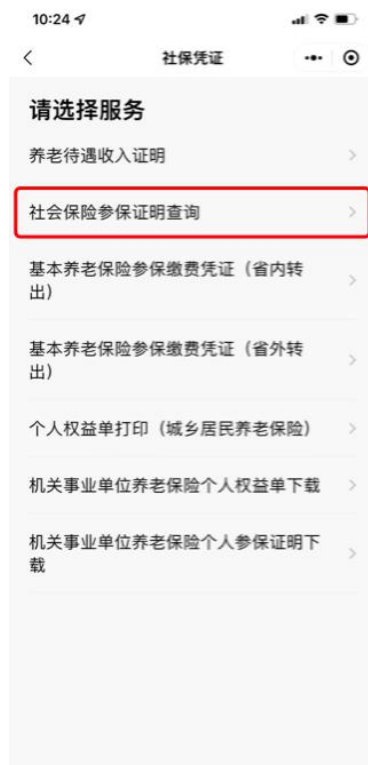 10:24
社保凭证
请选择服务
养老待遇收入证明
社会保险参保证明查询
基本养老保险参保缴费凭证（省内转
出）
基本养老保险参保缴费凭证（省外转
出）
个人权益单打印（城乡居民养老保险）
机关事业单位养老保险个人权益单下载
机关事业单位养老保险个人参保证明下
载